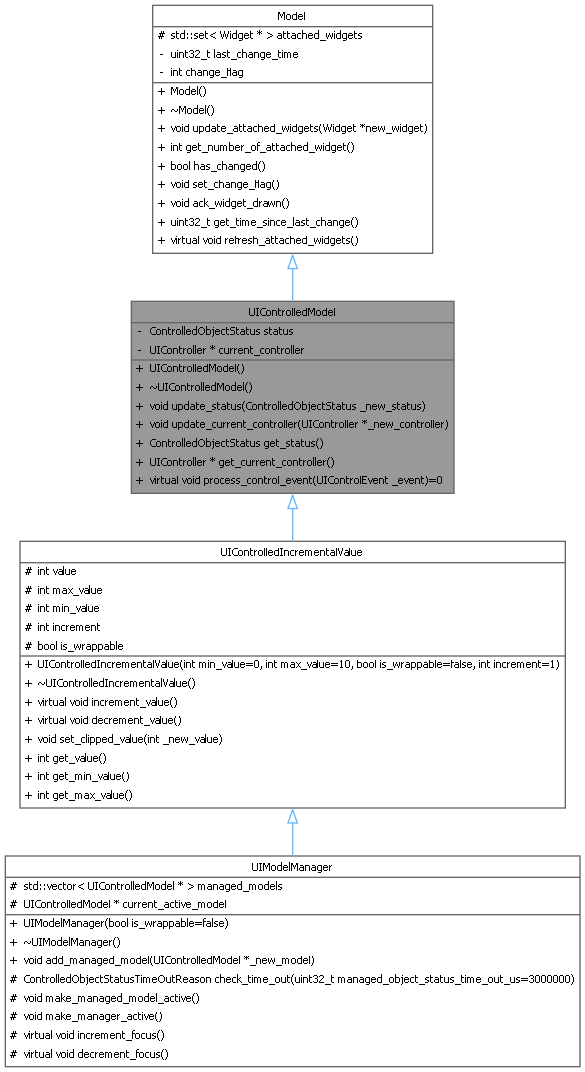 Model
# std::set< Widget * > attached_widgets
- uint32_t last_change_time
- int change_flag
+ Model()
+ ~Model()
+ void update_attached_widgets(Widget *new_widget)
+ int get_number_of_attached_widget()
+ bool has_changed()
+ void set_change_flag()
+ void ack_widget_drawn()
+ uint32_t get_time_since_last_change()
+ virtual void refresh_attached_widgets()
UIControlledModel
- ControlledObjectStatus status
- UIController * current_controller
+ UIControlledModel()
+ ~UIControlledModel()
+ void update_status(ControlledObjectStatus _new_status)
+ void update_current_controller(UIController *_new_controller)
+ ControlledObjectStatus get_status()
+ UIController * get_current_controller()
+ virtual void process_control_event(UIControlEvent _event)=0
UIControlledIncrementalValue
# int value
# int max_value
# int min_value
# int increment
# bool is_wrappable
+ UIControlledIncrementalValue(int min_value=0, int max_value=10, bool is_wrappable=false, int increment=1)
+ ~UIControlledIncrementalValue()
+ virtual void increment_value()
+ virtual void decrement_value()
+ void set_clipped_value(int _new_value)
+ int get_value()
+ int get_min_value()
+ int get_max_value()
UIModelManager
# std::vector< UIControlledModel * > managed_models
# UIControlledModel * current_active_model
+ UIModelManager(bool is_wrappable=false)
+ ~UIModelManager()
+ void add_managed_model(UIControlledModel *_new_model)
# ControlledObjectStatusTimeOutReason check_time_out(uint32_t managed_object_status_time_out_us=3000000)
# void make_managed_model_active()
# void make_manager_active()
# virtual void increment_focus()
# virtual void decrement_focus()